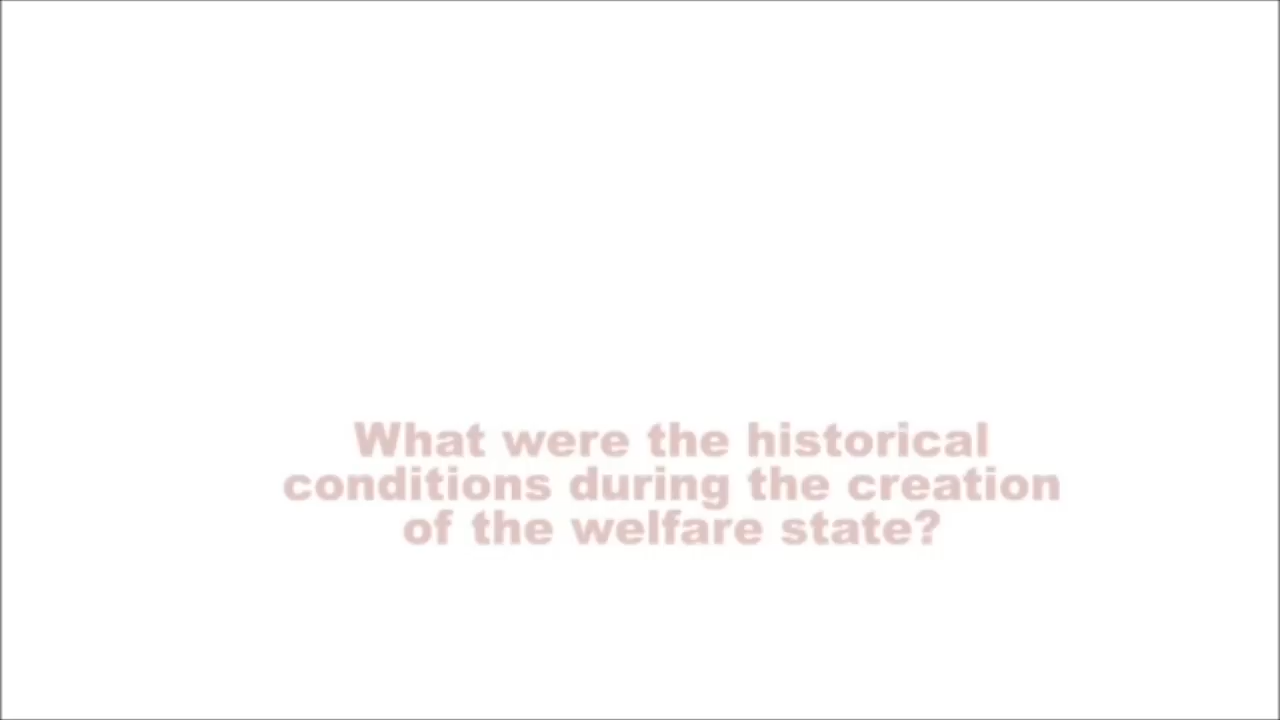 What were the historical
conditions during the creation
of the welfare state?